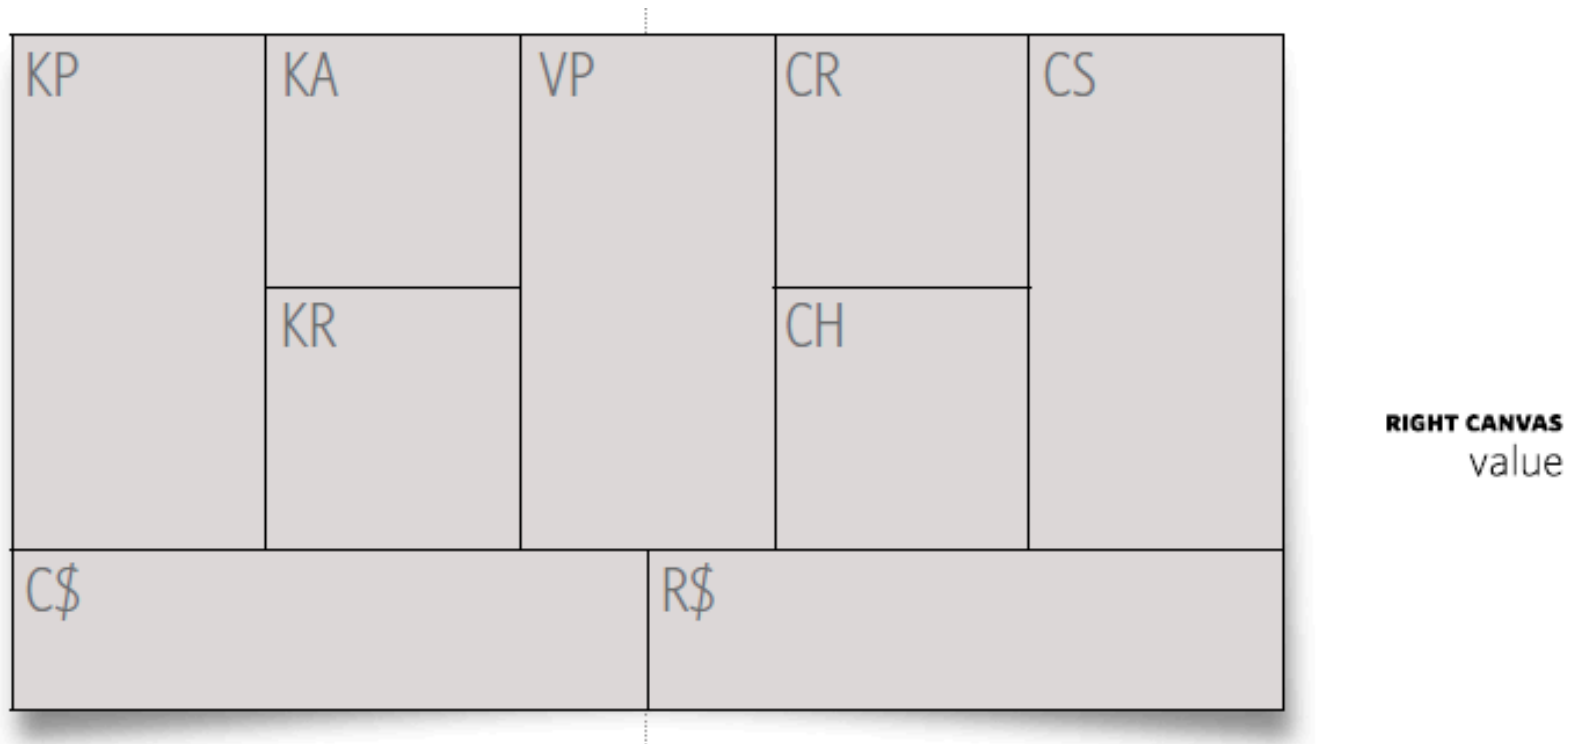 KP
KA
VP
CR
CS
KR
CH
C$
R$
RIGHT CANVAS
value